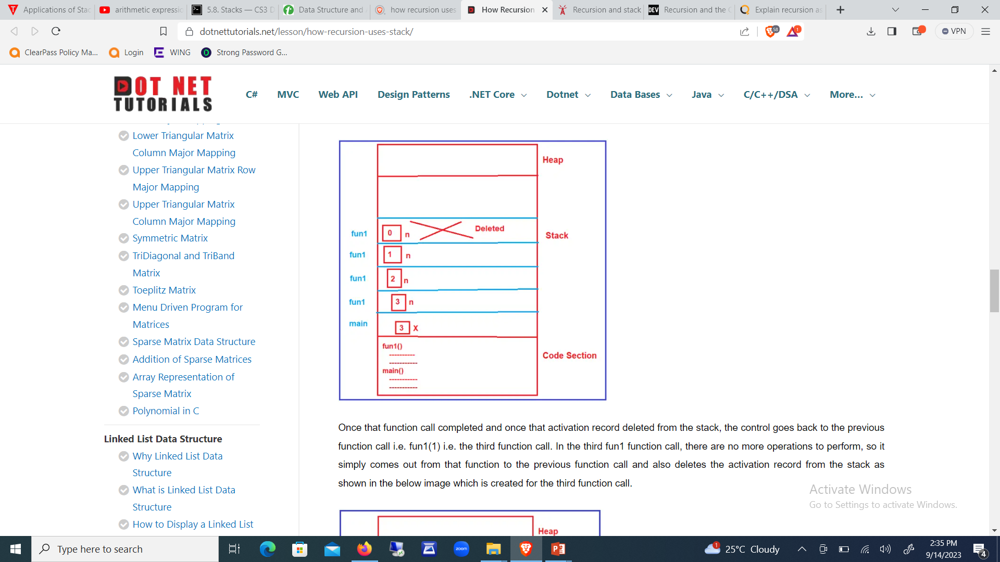 Applications of Stac
arithmetic expressio
5.8. Stacks — CS3 D
Data Structure and A
how recursion uses
How Recursion
Recursion and stack
DEV Recursion and the C
Explain recursion as
dotnettutorials.net/lesson/how-recursion-uses-stack/
58
1
VPN
ClearPass Policy Ma...
Login
WING
Strong Password G...
DOT NET
TUTORIALS
C#
MVC
Web API
Design Patterns
.NET Core
Dotnet
Data Bases
Java
C/C++/DSA
More...
Lower Triangular Matrix
Column Major Mapping
Upper Triangular Matrix Row
Major Mapping
Upper Triangular Matrix
Column Major Mapping
Symmetric Matrix
TriDiagonal and TriBand
Matrix
Toeplitz Matrix
Menu Driven Program for
Matrices
Sparse Matrix Data Structure
Addition of Sparse Matrices
Array Representation of
Sparse Matrix
Polynomial in C
Linked List Data Structure
Why Linked List Data
Structure
What is Linked List Data
Structure
How to Display a Linked List
Heap
fun1 0 n Deleted Stack
fun1 1 n
fun1 2 n
fun1 3 n
main 3 X
fun1()
----------
-----------
Code Section
main()
-----------
-----------
Once that function call completed and once that activation record deleted from the stack, the control goes back to the previous
function call i.e. fun1(1) i.e. the third function call. In the third fun1 function call, there are no more operations to perform, so it
simply comes out from that function to the previous function call and also deletes the activation record from the stack as
shown in the below image which is created for the third function call.
Heap
Activate Windows
Go to Settings to activate Windows.
Type here to search
zoom
1
25°C Cloudy
2:35 PM
9/14/2023
4